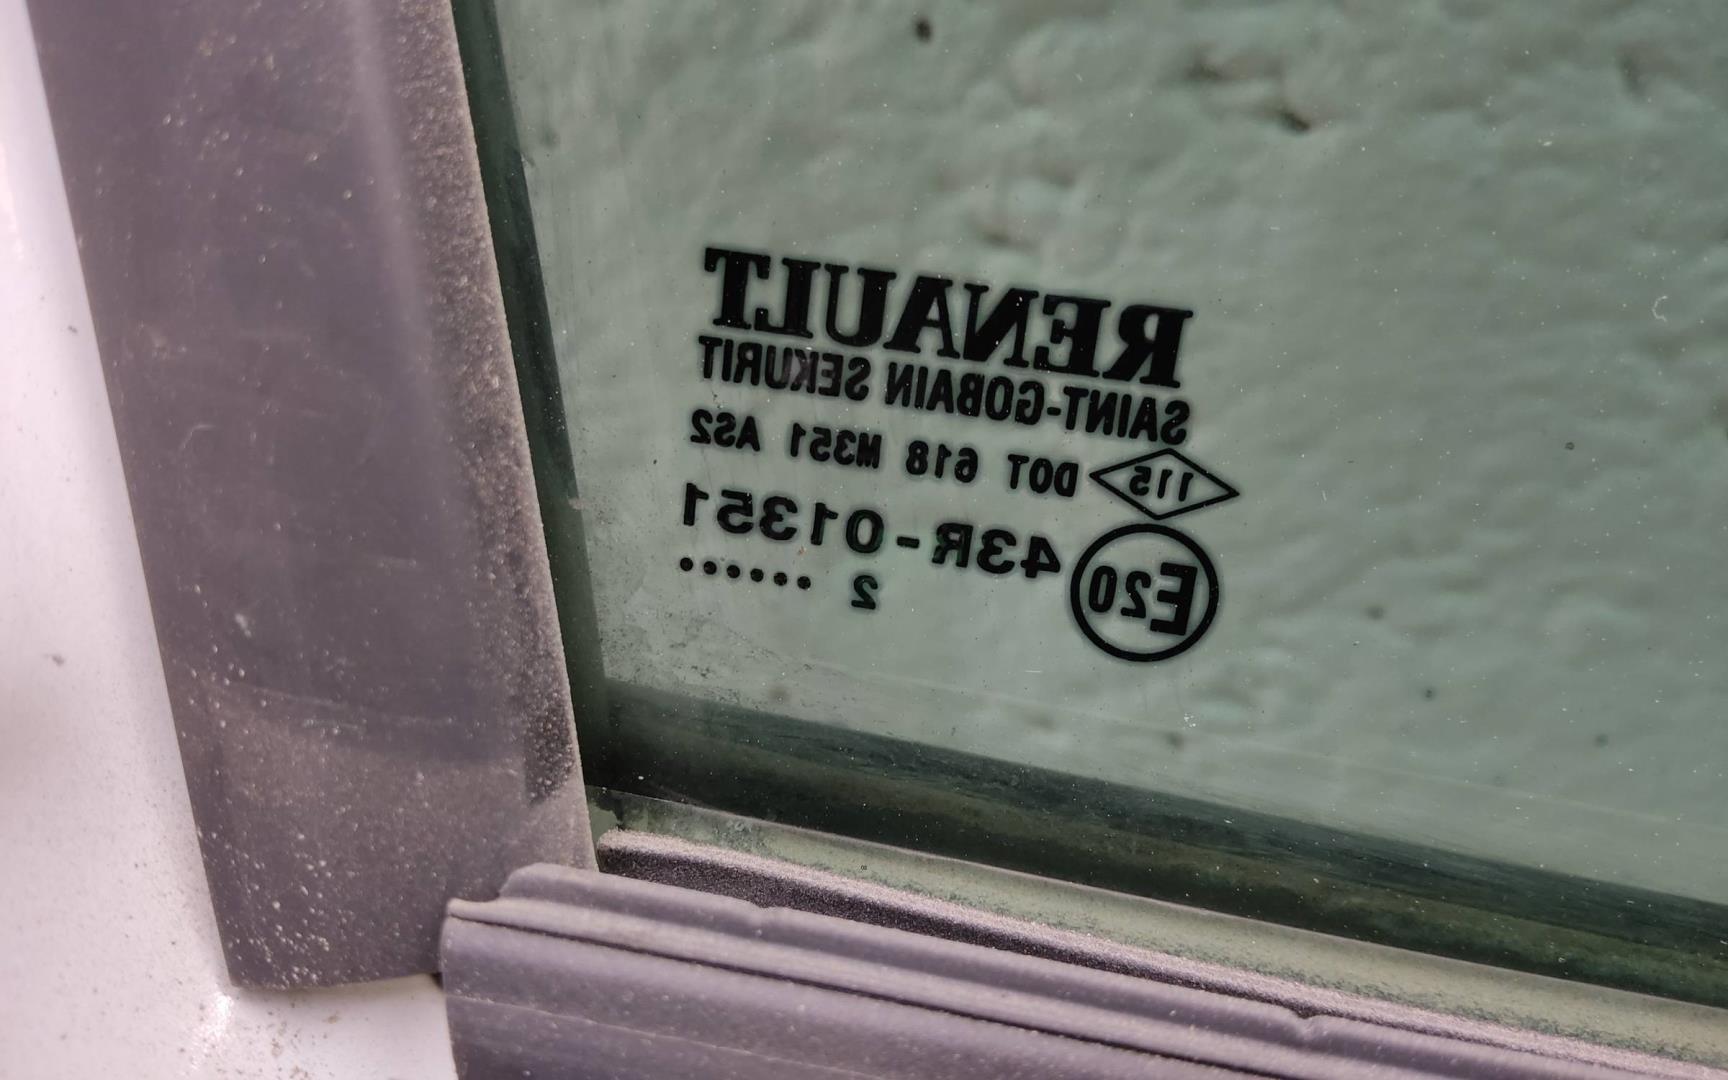 RENAULT
SAINT-GOBAIN SEKURIT
115 DOT 618 M351 AS2
E20 43R-01351
2 ......